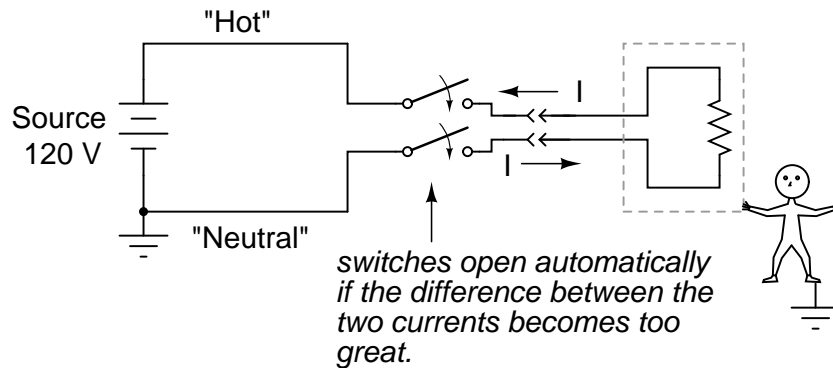 "Hot"
I
Source
120 V
I
"Neutral"
switches open automatically
if the difference between the
two currents becomes too
great.